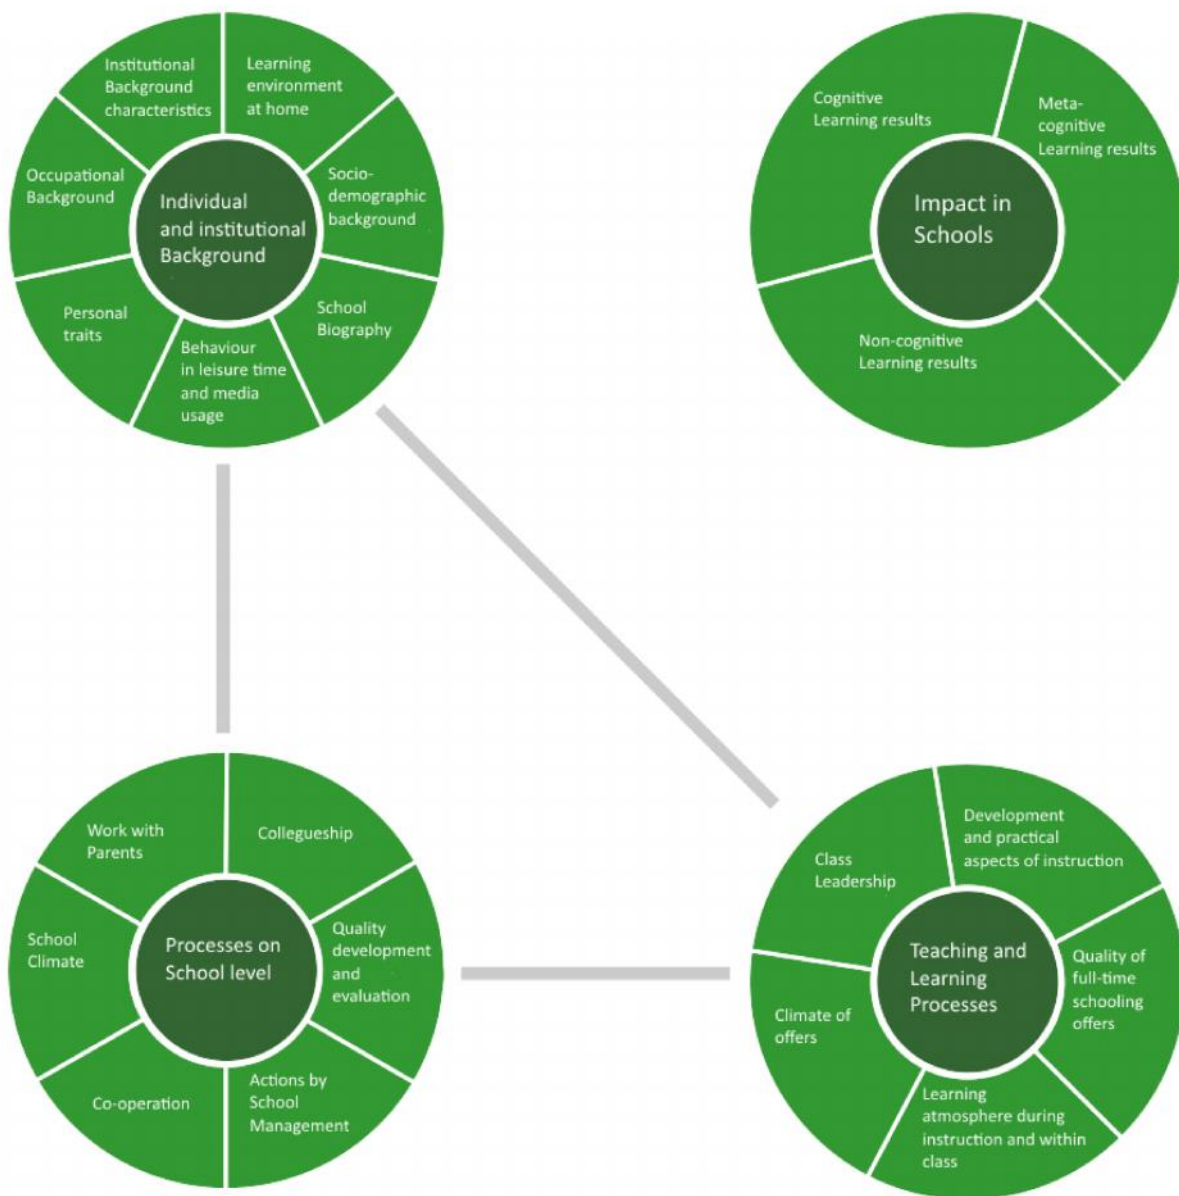 Institutional
Background
characteristics
Learning
environment
at home
Occupational
Background
Individual
and institutional
Background
Socio-
demographic
background
Personal
traits
Behaviour
in leisure time
and media
usage
School
Biography
Cognitive
Learning results
Meta-
cognitive
Learning results
Impact in
Schools
Non-cognitive
Learning results
Work with
Parents
Collegueship
School
Climate
Processes on
School level
Quality
development
and
evaluation
Co-operation
Actions by
School
Management
Class
Leadership
Development
and practical
aspects of instruction
Climate of
offers
Teaching and
Learning
Processes
Quality of
full-time
schooling
offers
Learning
atmosphere during
instruction and within
class